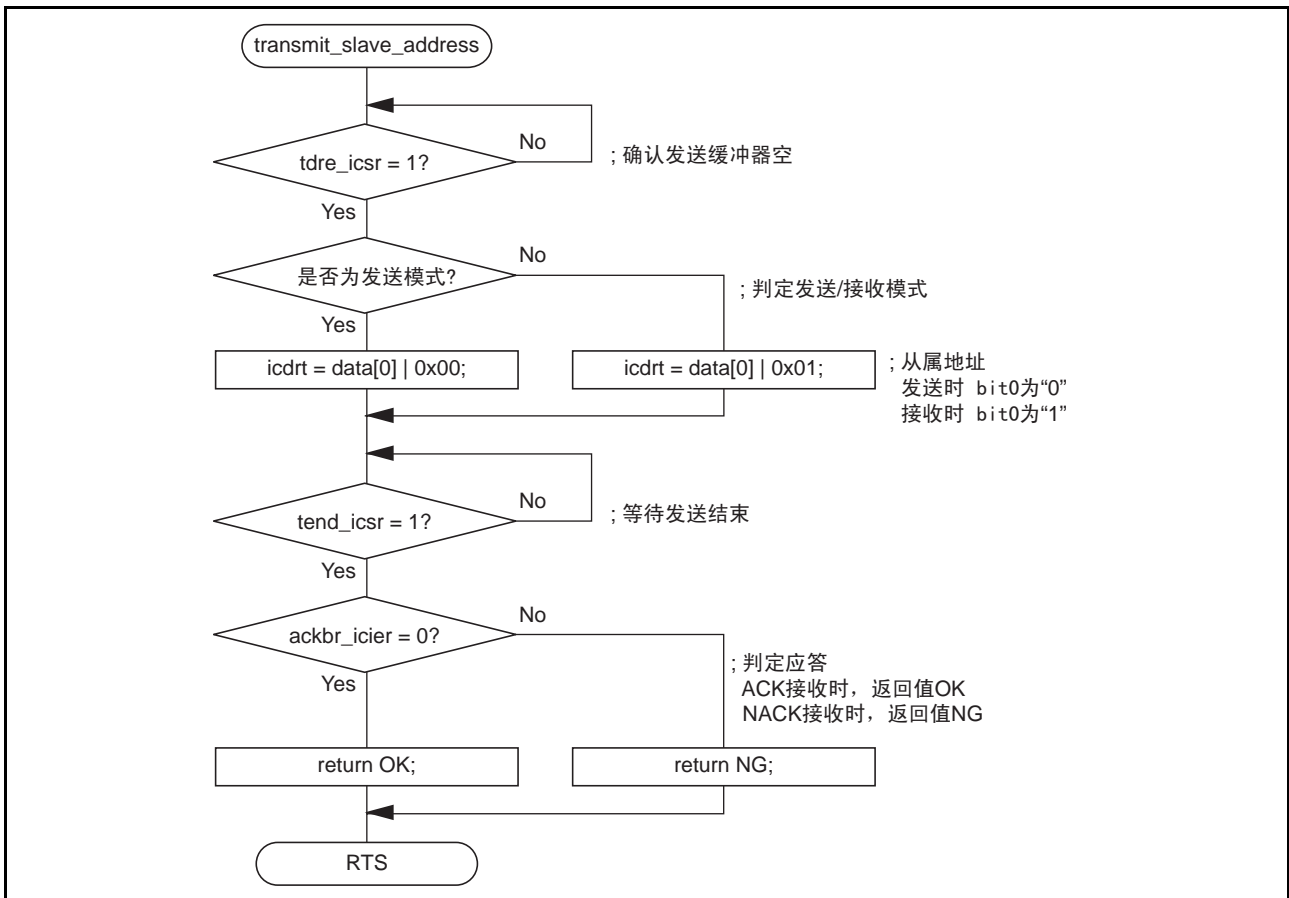 transmit_slave_address
No
tdre_icsr = 1?
; 确认发送缓冲器空
Yes
No
是否为发送模式?
; 判定发送/接收模式
Yes
icdrt = data[0] | 0x00;
icdrt = data[0] | 0x01;
; 从属地址
发送时 bit0为“0”
接收时 bit0为“1”
No
tend_icsr = 1?
; 等待发送结束
Yes
No
ackbr_icier = 0?
; 判定应答
Yes
ACK接收时，返回值OK
NACK接收时，返回值NG
return OK;
return NG;
RTS